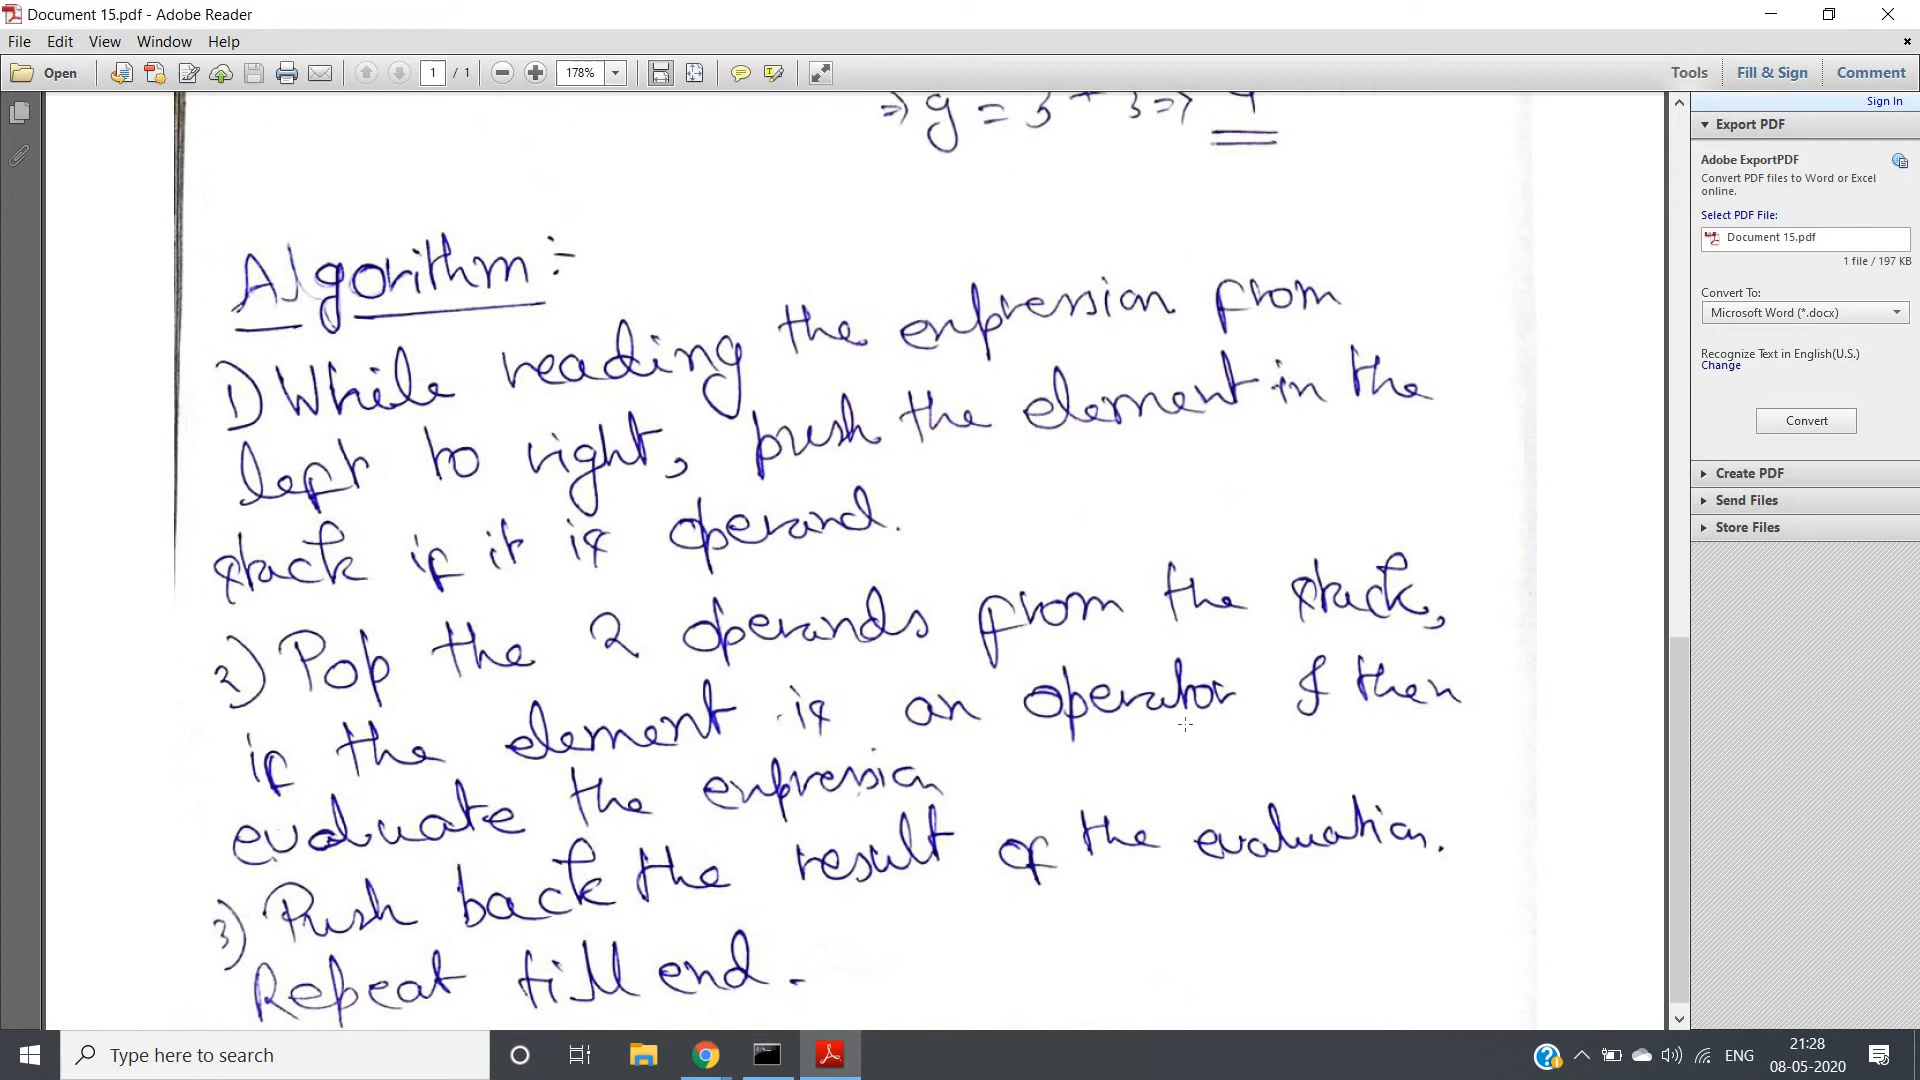 Document 15.pdf - Adobe Reader
File Edit View Window Help
Open 1 / 1 178% Tools Fill & Sign Comment
Sign In
⇒ y =
Algorithm :-
1) While reading the expression from
left to right, push the element in the
stack if it is operand.
2) Pop the 2 operands from the stack,
if the element is an operator & then
evaluate the expression
3) Push back the result of the evaluation.
Repeat till end.
Export PDF
Adobe ExportPDF
Convert PDF files to Word or Excel
online.
Select PDF File:
Document 15.pdf
1 file / 197 KB
Convert To:
Microsoft Word (*.docx)
Recognize Text in English(U.S.)
Change
Convert
Create PDF
Send Files
Store Files
Type here to search
ENG
21:28
08-05-2020